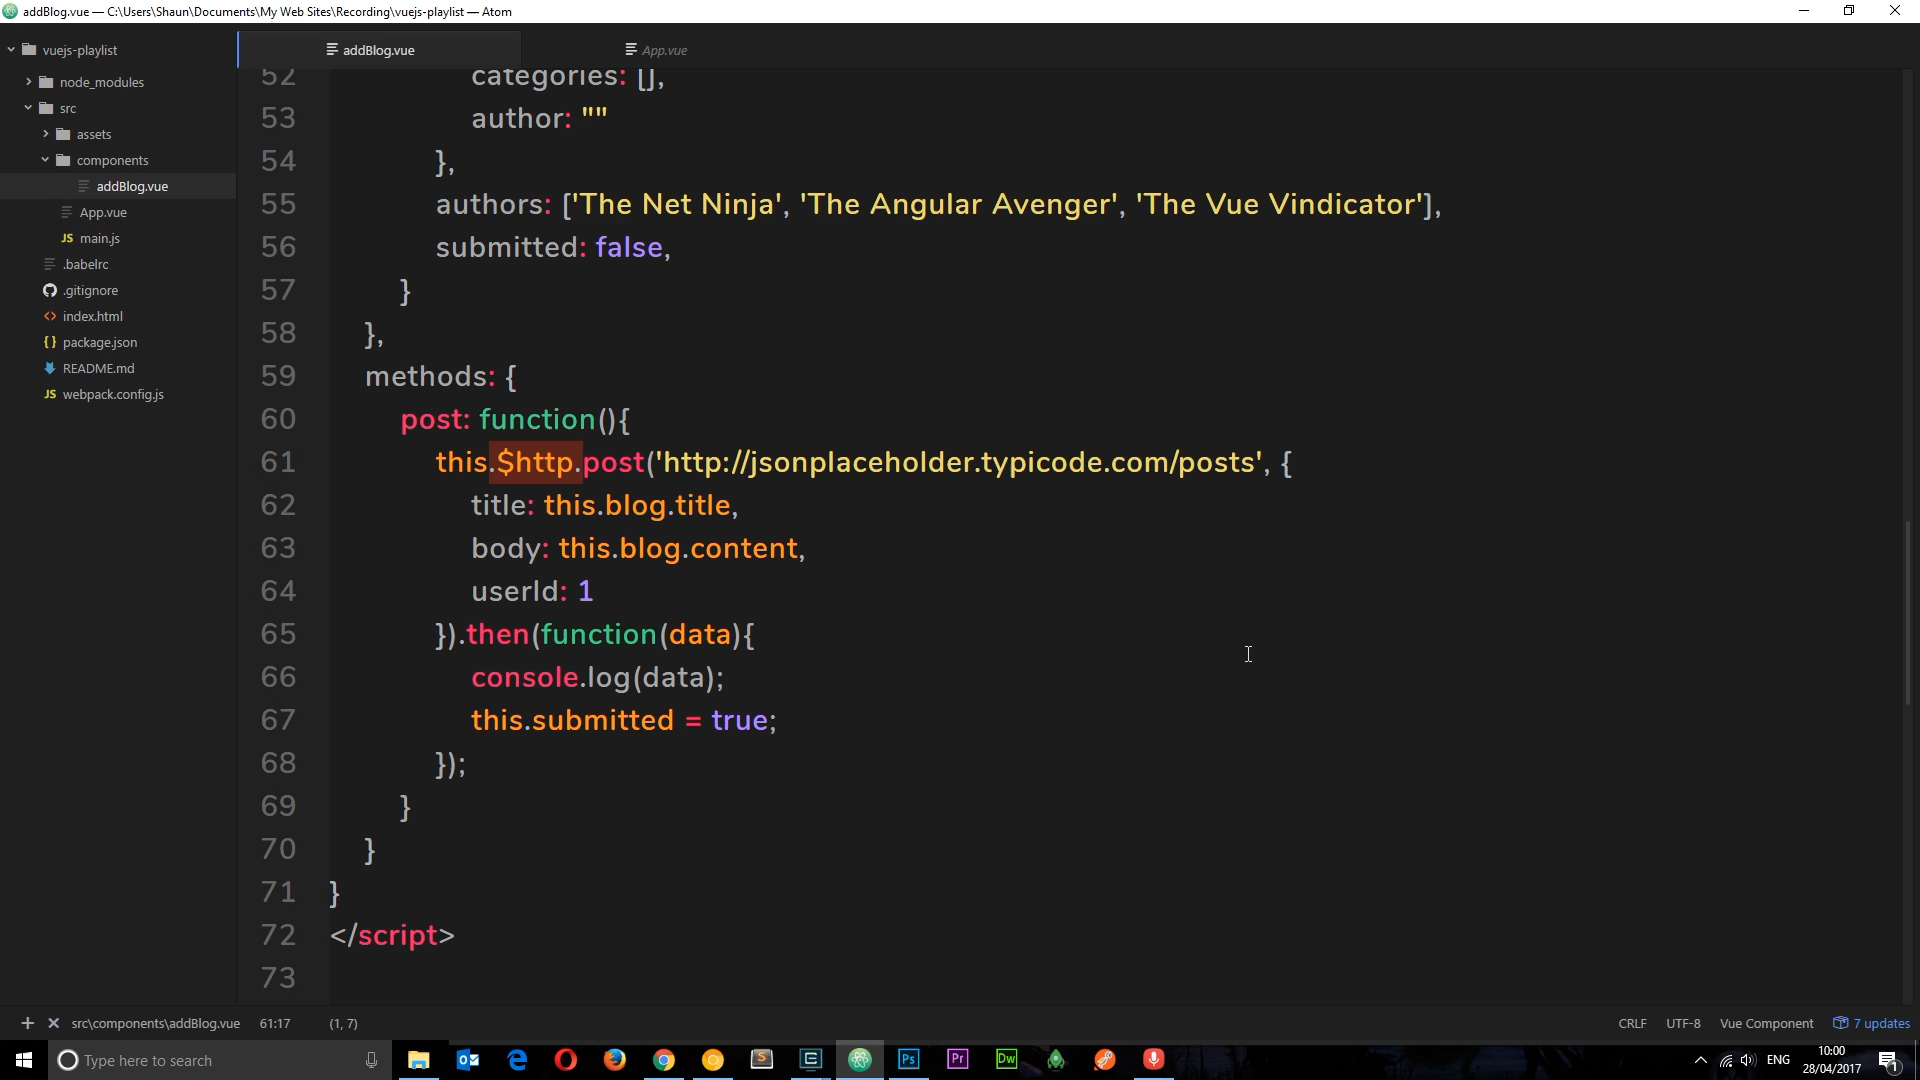 addBlog.vue — C:\Users\Shaun\Documents\My Web Sites\Recording\vuejs-playlist — Atom
vuejs-playlist
node_modules
src
assets
components
addBlog.vue
App.vue
JS main.js
.babelrc
.gitignore
<> index.html
{} package.json
README.md
JS webpack.config.js
addBlog.vue
App.vue
52 categories: [],
53 author: ""
54 },
55 authors: ['The Net Ninja', 'The Angular Avenger', 'The Vue Vindicator'],
56 submitted: false,
57 }
58 },
59 methods: {
60 post: function(){
61 this.$http.post('http://jsonplaceholder.typicode.com/posts', {
62 title: this.blog.title,
63 body: this.blog.content,
64 userId: 1
65 }).then(function(data){
66 console.log(data);
67 this.submitted = true;
68 });
69 }
70 }
71 }
72 </script>
73
src\components\addBlog.vue 61:17 (1, 7)
CRLF UTF-8 Vue Component 7 updates
Type here to search
Ps
Pr
Dw
ENG
10:00
28/04/2017
1